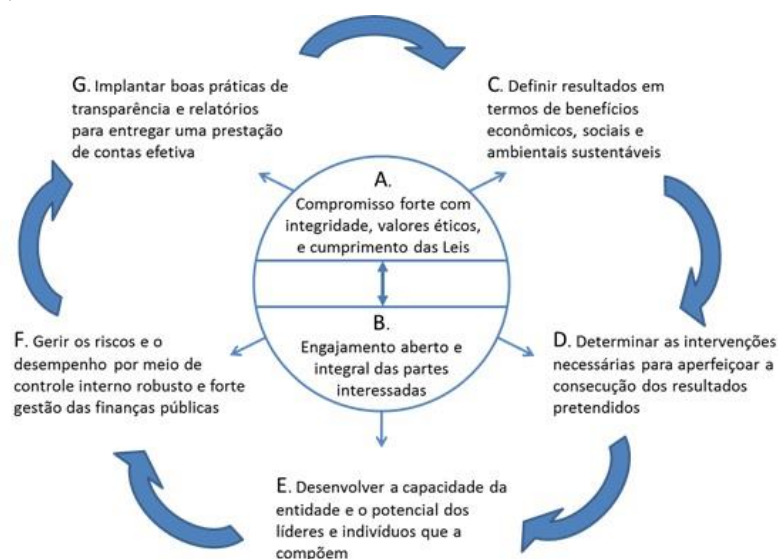 G. Implantar boas práticas de
transparência e relatórios
para entregar uma prestação
de contas efetiva
C. Definir resultados em
termos de benefícios
econômicos, sociais e
ambientais sustentáveis
A.
Compromisso forte com
integridade, valores éticos,
e cumprimento das Leis
B.
Engajamento aberto e
integral das partes
interessadas
F. Gerir os riscos e o
desempenho por meio de
controle interno robusto e forte
gestão das finanças públicas
D. Determinar as intervenções
necessárias para aperfeiçoar a
consecução dos resultados
pretendidos
E. Desenvolver a capacidade da
entidade e o potencial dos
líderes e indivíduos que a
compõem